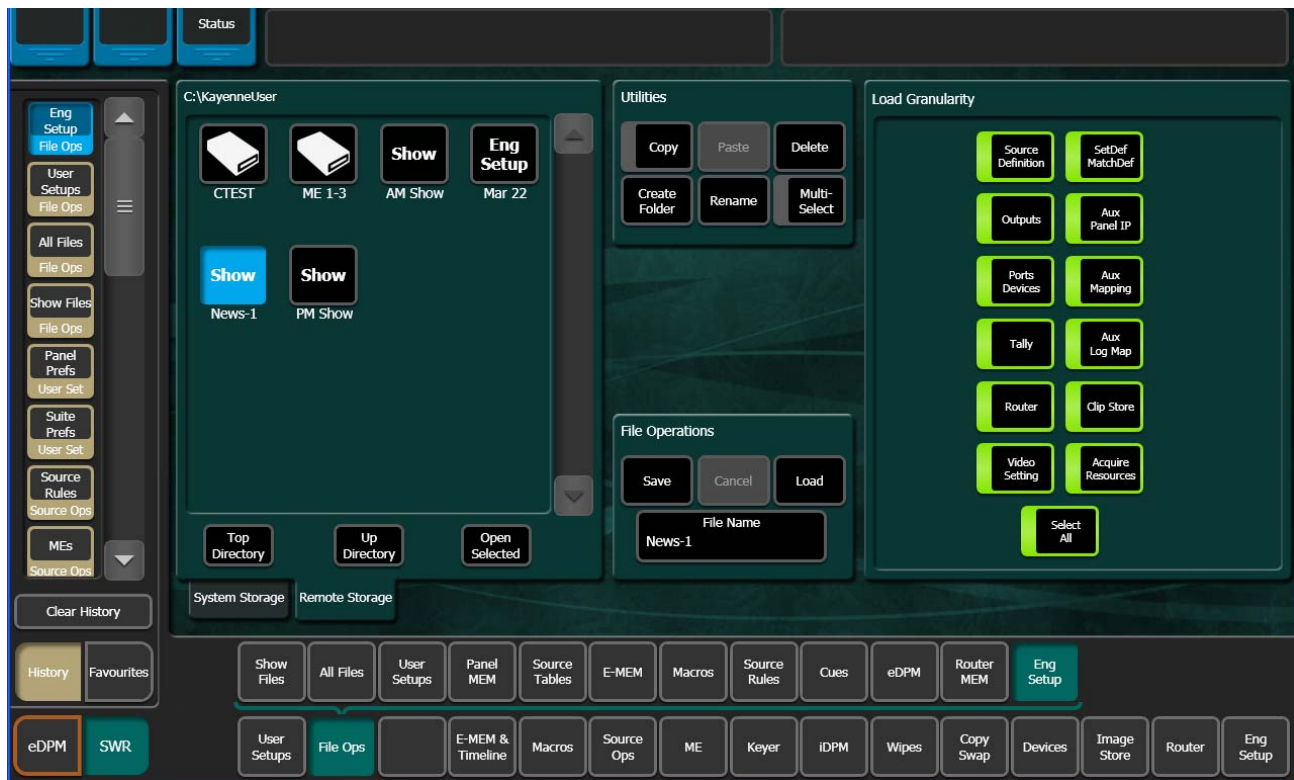 Status
C:\KayenneUser
Utilities
Load Granularity
Eng
Setup
File Ops
User
Setups
File Ops
All Files
File Ops
Show Files
File Ops
Panel
Prefs
User Set
Suite
Prefs
User Set
Source
Rules
Source Ops
MEs
Source Ops
Clear History
History
Favourites
eDPM
SWR
CTEST
ME 1-3
Show
AM Show
Eng
Setup
Mar 22
Show
News-1
Show
PM Show
Top
Directory
Up
Directory
Open
Selected
System Storage
Remote Storage
Copy
Paste
Delete
Create
Folder
Rename
Multi-
Select
File Operations
Save
Cancel
Load
File Name
News-1
Source
Definition
SetDef
MatchDef
Outputs
Aux
Panel IP
Ports
Devices
Aux
Mapping
Tally
Aux
Log Map
Router
Clip Store
Video
Setting
Acquire
Resources
Select
All
Show
Files
All Files
User
Setups
Panel
MEM
Source
Tables
E-MEM
Macros
Source
Rules
Cues
eDPM
Router
MEM
Eng
Setup
User
Setups
File Ops
E-MEM &
Timeline
Macros
Source
Ops
ME
Keyer
iDPM
Wipes
Copy
Swap
Devices
Image
Store
Router
Eng
Setup